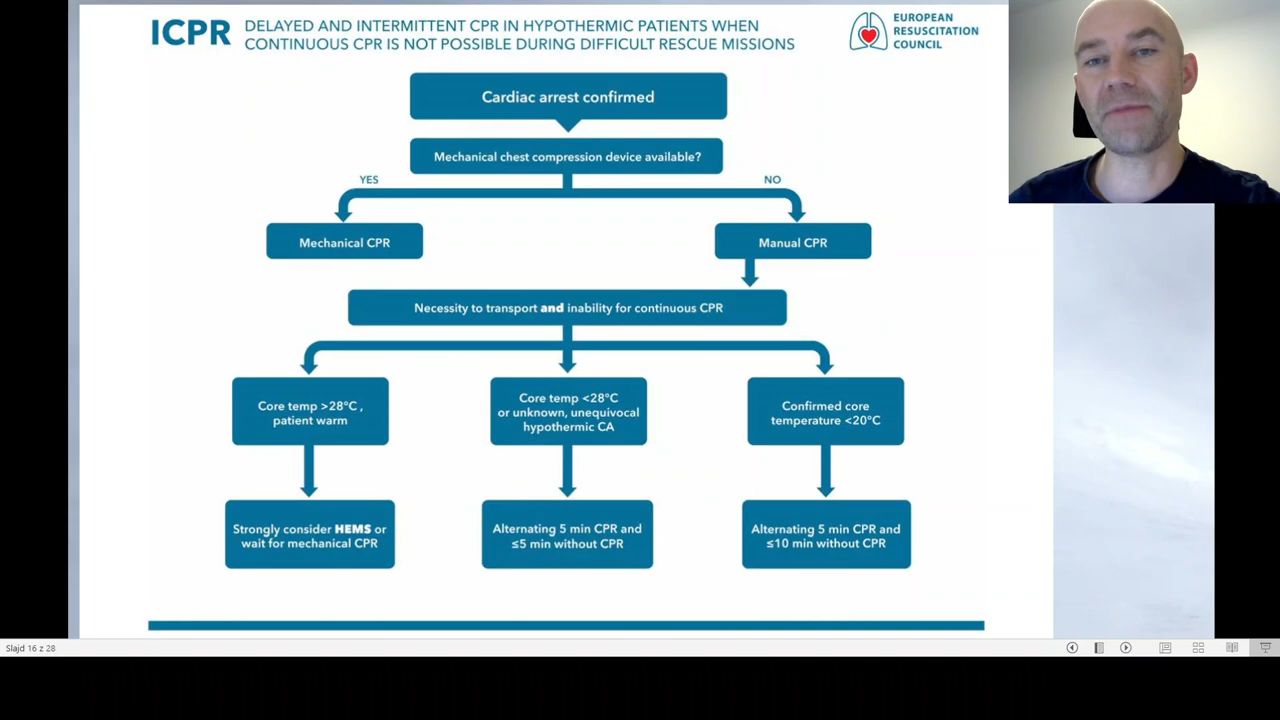 ICPR
DELAYED AND INTERMITTENT CPR IN HYPOTHERMIC PATIENTS WHEN
CONTINUOUS CPR IS NOT POSSIBLE DURING DIFFICULT RESCUE MISSIONS
EUROPEAN
RESUSCITATION
COUNCIL
Cardiac arrest confirmed
Mechanical chest compression device available?
YES
NO
Mechanical CPR
Manual CPR
Necessity to transport and inability for continuous CPR
Core temp >28°C ,
patient warm
Core temp <28°C
or unknown, unequivocal
hypothermic CA
Confirmed core
temperature <20°C
Strongly consider HEMS or
wait for mechanical CPR
Alternating 5 min CPR and
≤5 min without CPR
Alternating 5 min CPR and
≤10 min without CPR
Slajd 16 z 28